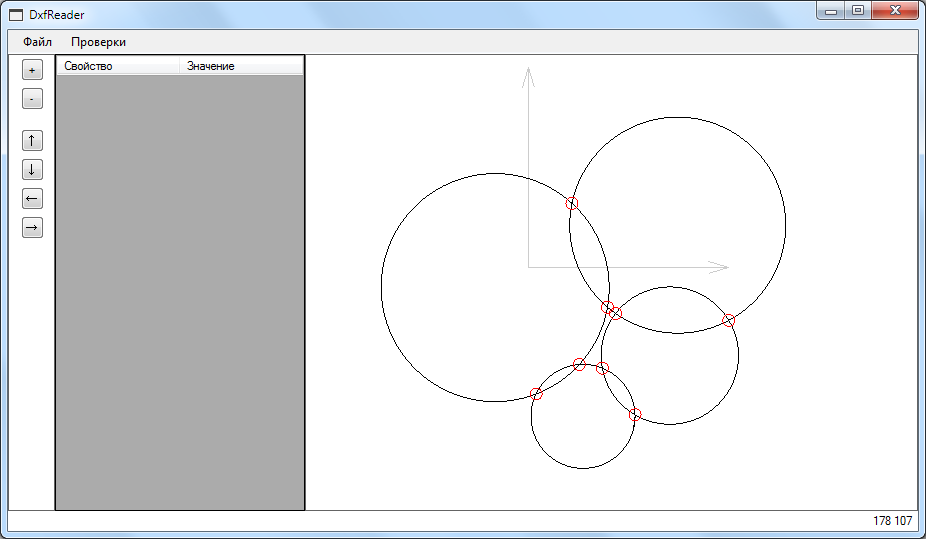 DxfReader
Файл Проверки
Свойство Значение
+
-
↑
↓
←
→
178 107